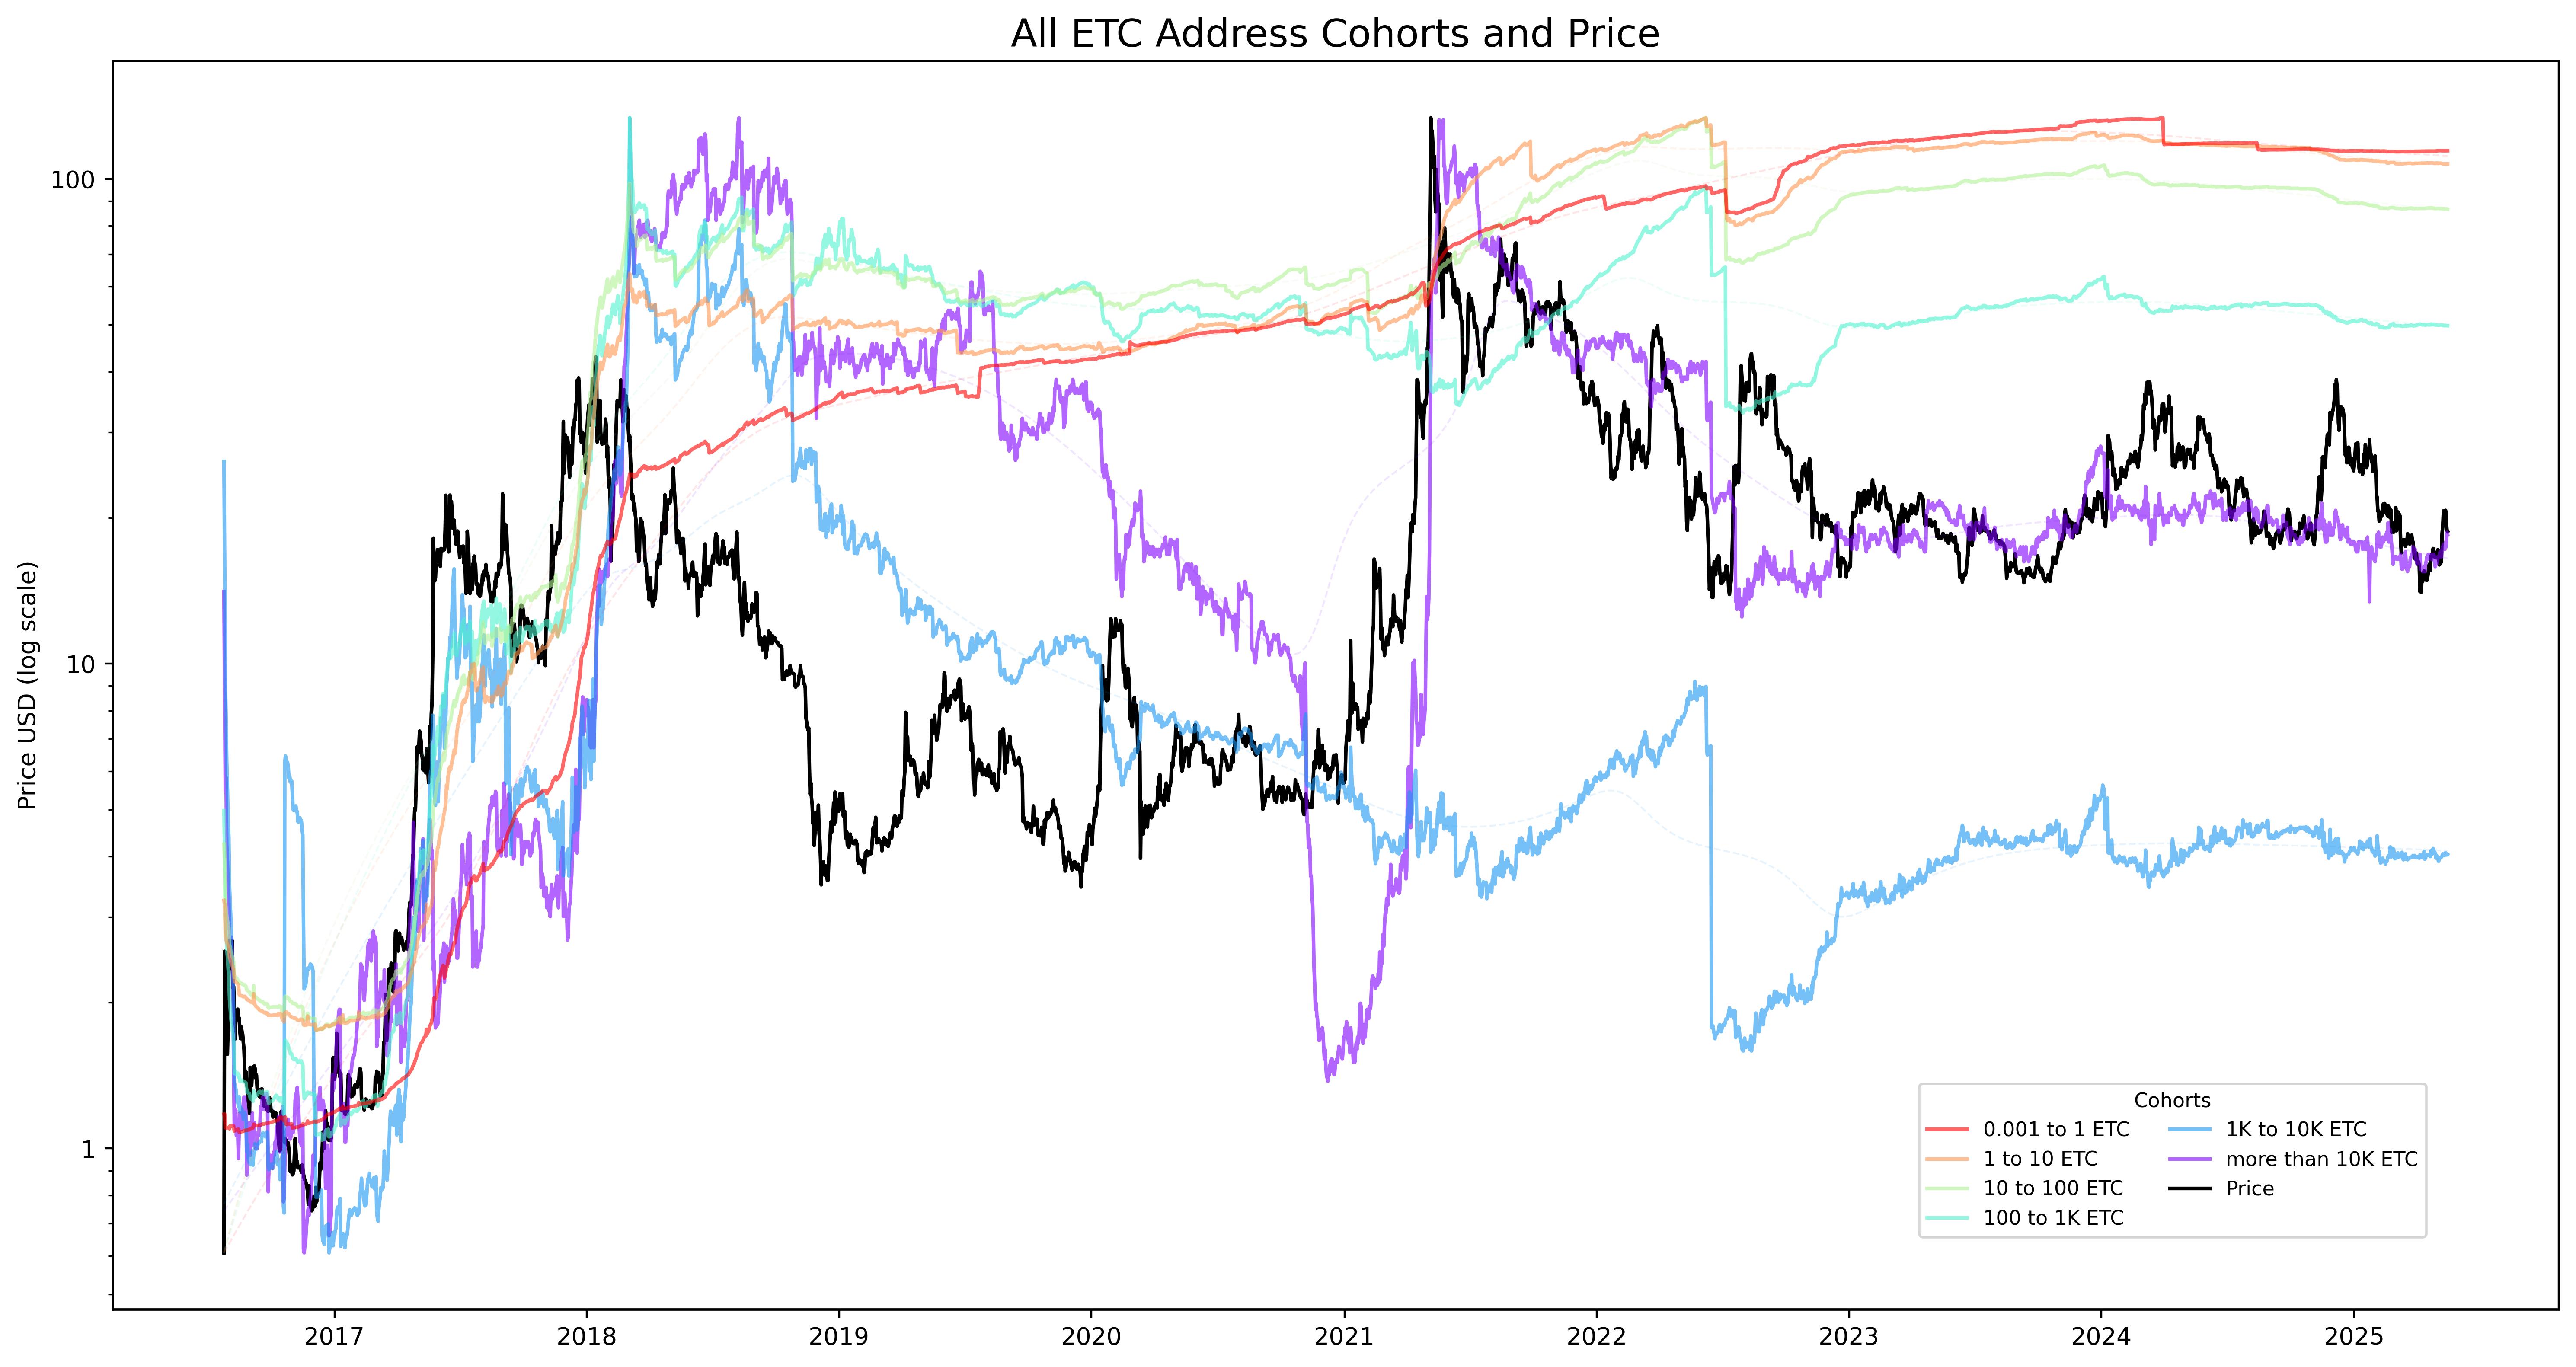 All ETC Address Cohorts and Price
Price USD (log scale)
100
10
1
2017 2018 2019 2020 2021 2022 2023 2024 2025
Cohorts
0.001 to 1 ETC
1 to 10 ETC
10 to 100 ETC
100 to 1K ETC
1K to 10K ETC
more than 10K ETC
Price